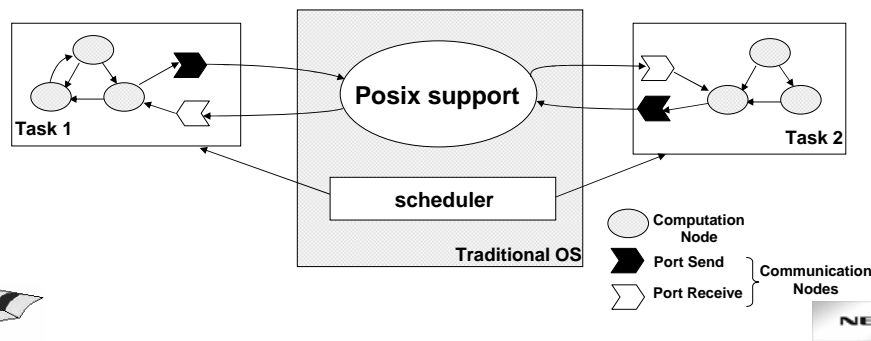 Posix support
Task 1
Task 2
scheduler
Traditional OS
Computation
Node
Port Send
Port Receive
Communication
Nodes